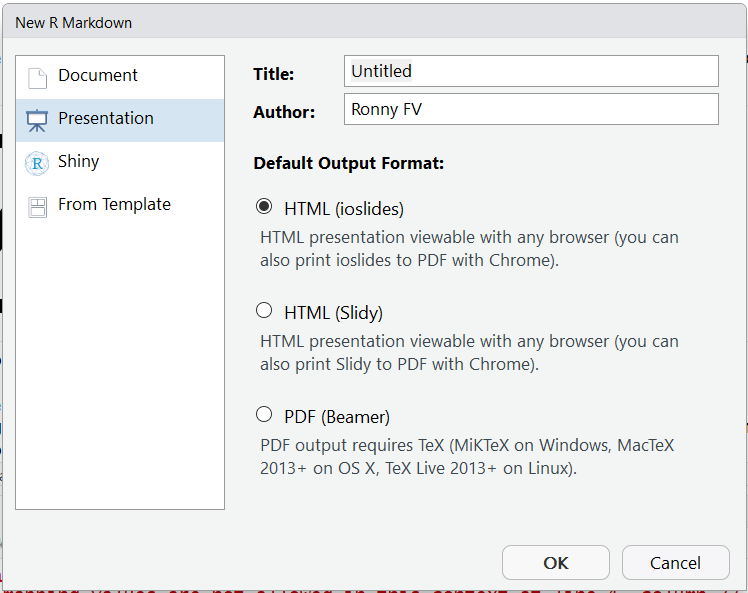 New R Markdown
Document
Presentation
R Shiny
From Template
Title: Untitled
Author: Ronny FV
Default Output Format:
HTML (ioslides)
HTML presentation viewable with any browser (you can
also print ioslides to PDF with Chrome).
HTML (Slidy)
HTML presentation viewable with any browser (you can
also print Slidy to PDF with Chrome).
PDF (Beamer)
PDF output requires TeX (MiKTeX on Windows, MacTeX
2013+ on OS X, TeX Live 2013+ on Linux).
OK Cancel